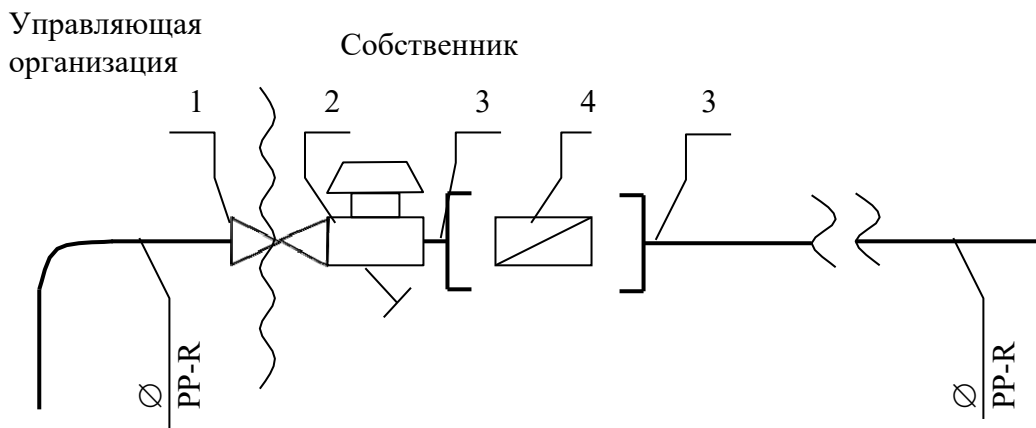 Управляющая
организация
Собственник
1
2
3
4
3
∅
PP-R
∅
PP-R